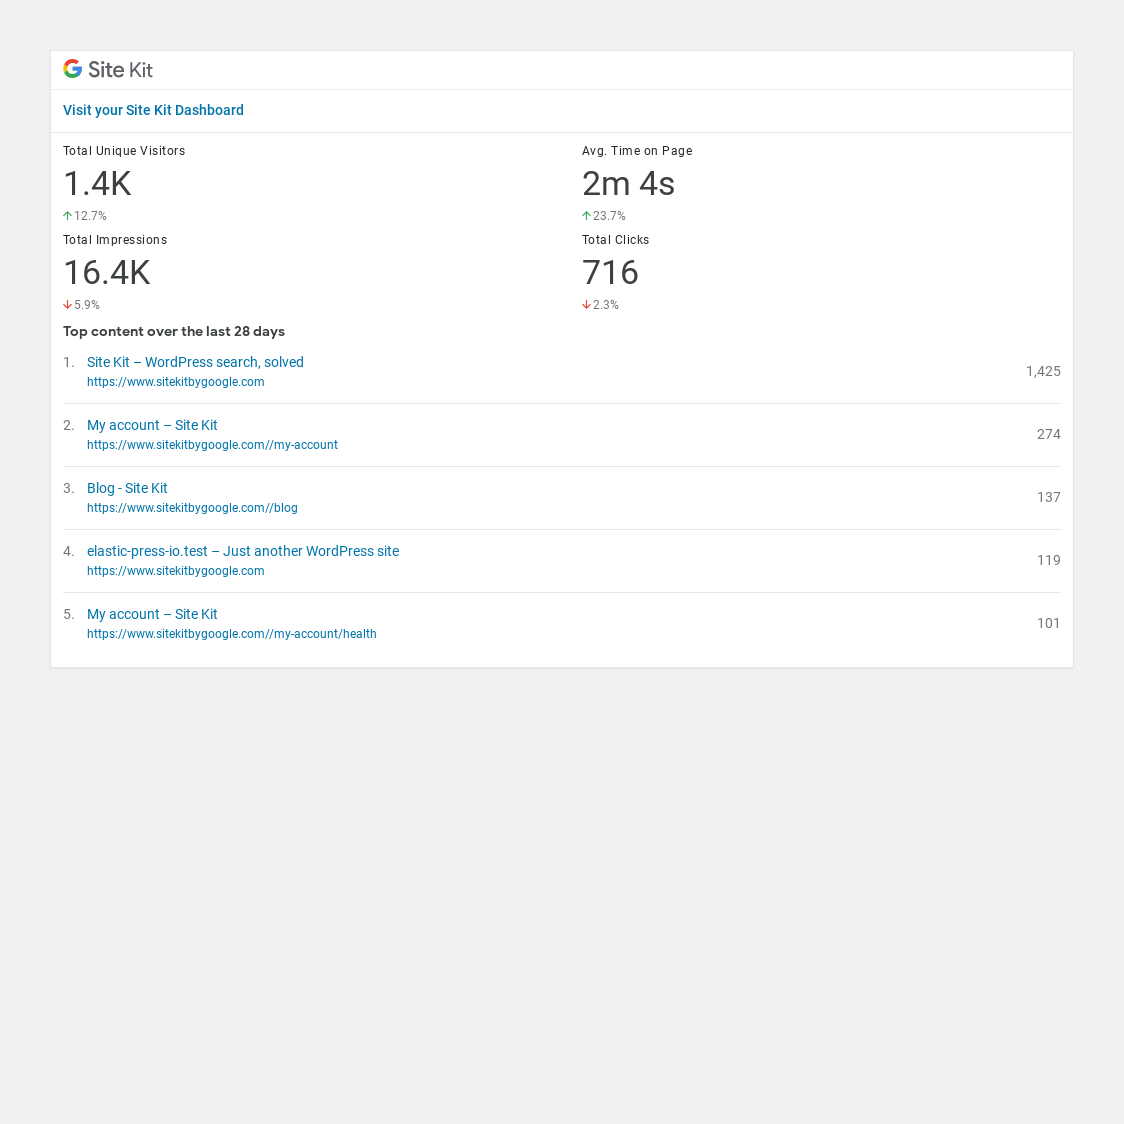 Site Kit
Visit your Site Kit Dashboard
Total Unique Visitors
1.4K
12.7%
Avg. Time on Page
2m 4s
23.7%
Total Impressions
16.4K
5.9%
Total Clicks
716
2.3%
Top content over the last 28 days
1. Site Kit – WordPress search, solved
https://www.sitekitbygoogle.com
1,425
2. My account – Site Kit
https://www.sitekitbygoogle.com//my-account
274
3. Blog - Site Kit
https://www.sitekitbygoogle.com//blog
137
4. elastic-press-io.test – Just another WordPress site
https://www.sitekitbygoogle.com
119
5. My account – Site Kit
https://www.sitekitbygoogle.com//my-account/health
101